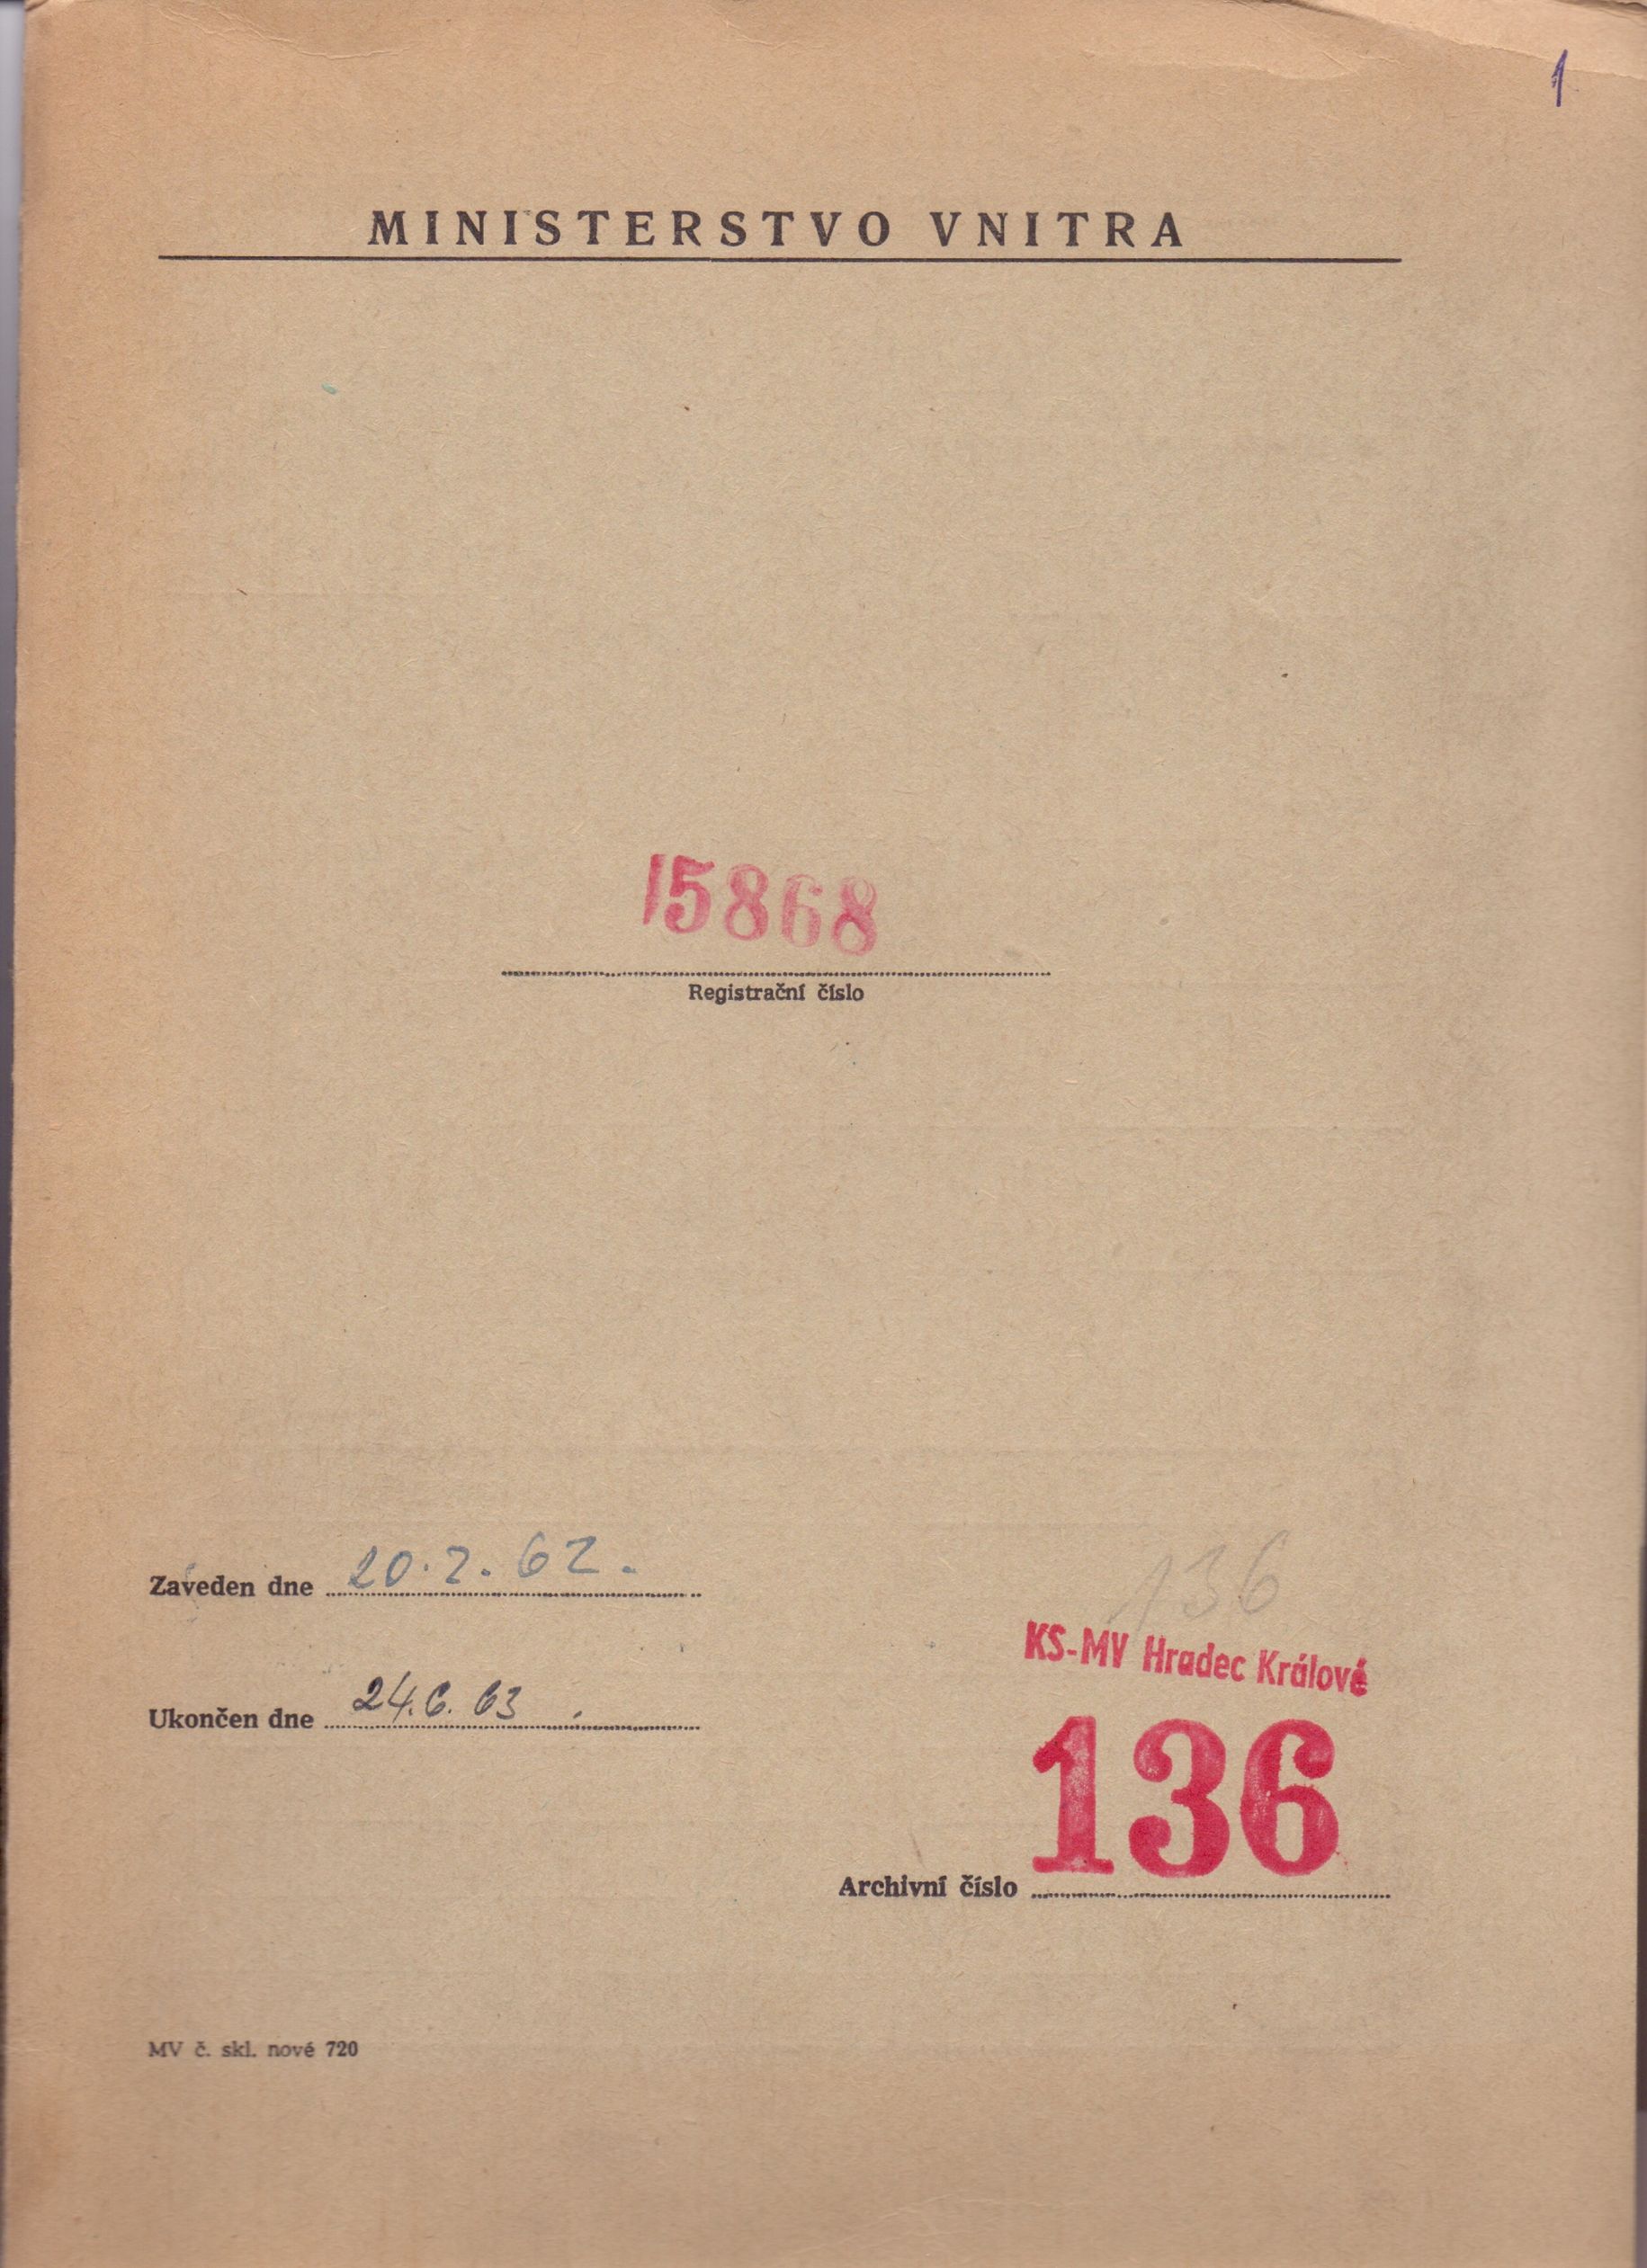 1
MINISTERSTVO VNITRA
15868
Registrační číslo
Zaveden dne 20.2.62.
136
KS-MV Hradec Králové
Ukončen dne 24.6.63
136
Archivní číslo
MV č. skl. nové 720